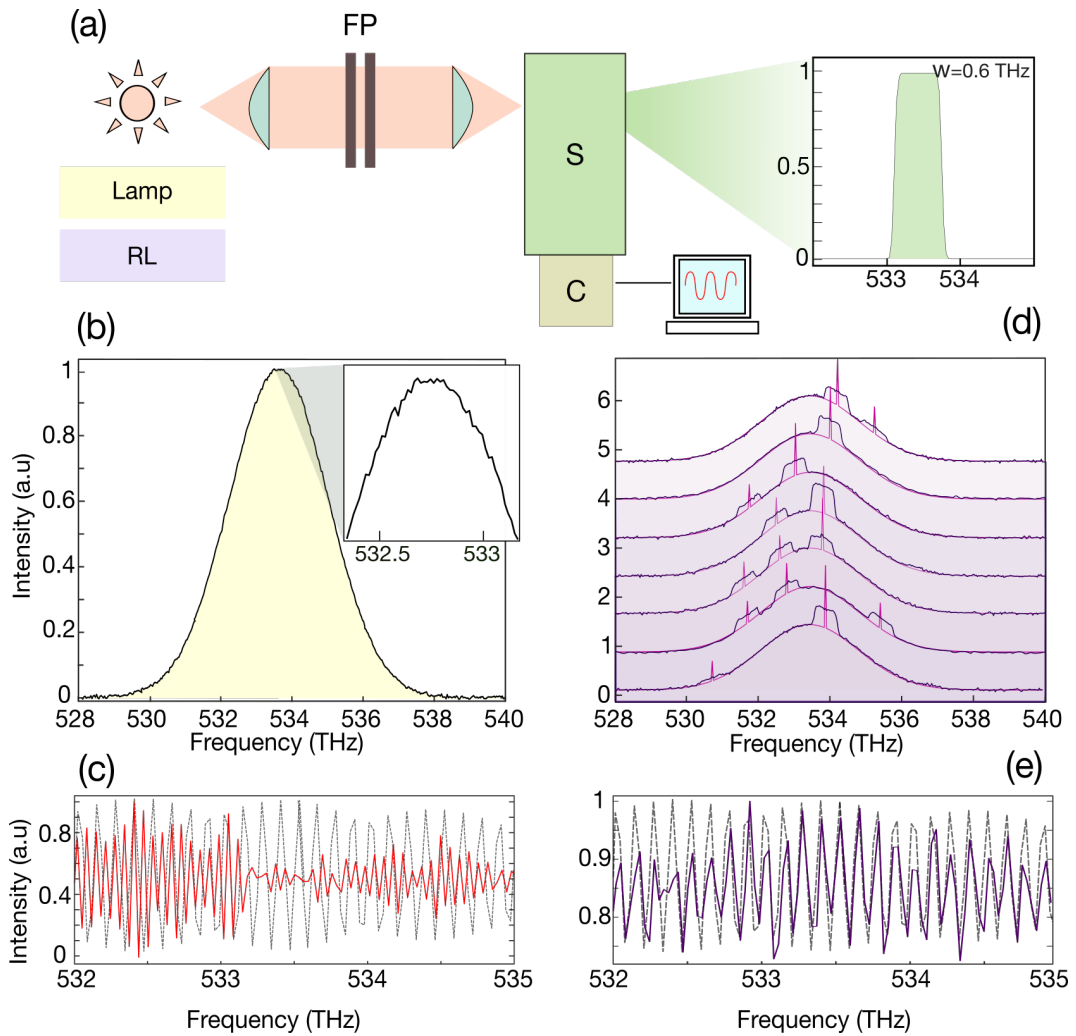 (a)
FP
Lamp
RL
S
C
W=0.6 THz
1
0.5
0
533 534
(b)
Intensity (a.u)
1
0.8
0.6
0.4
0.2
0
528 530 532 534 536 538 540
Frequency (THz)
532.5 533
(d)
6
5
4
3
2
1
0
528 530 532 534 536 538 540
Frequency (THz)
(c)
Intensity (a.u)
0.8
0.4
0
532 533 534 535
Frequency (THz)
(e)
1
0.9
0.8
532 533 534 535
Frequency (THz)